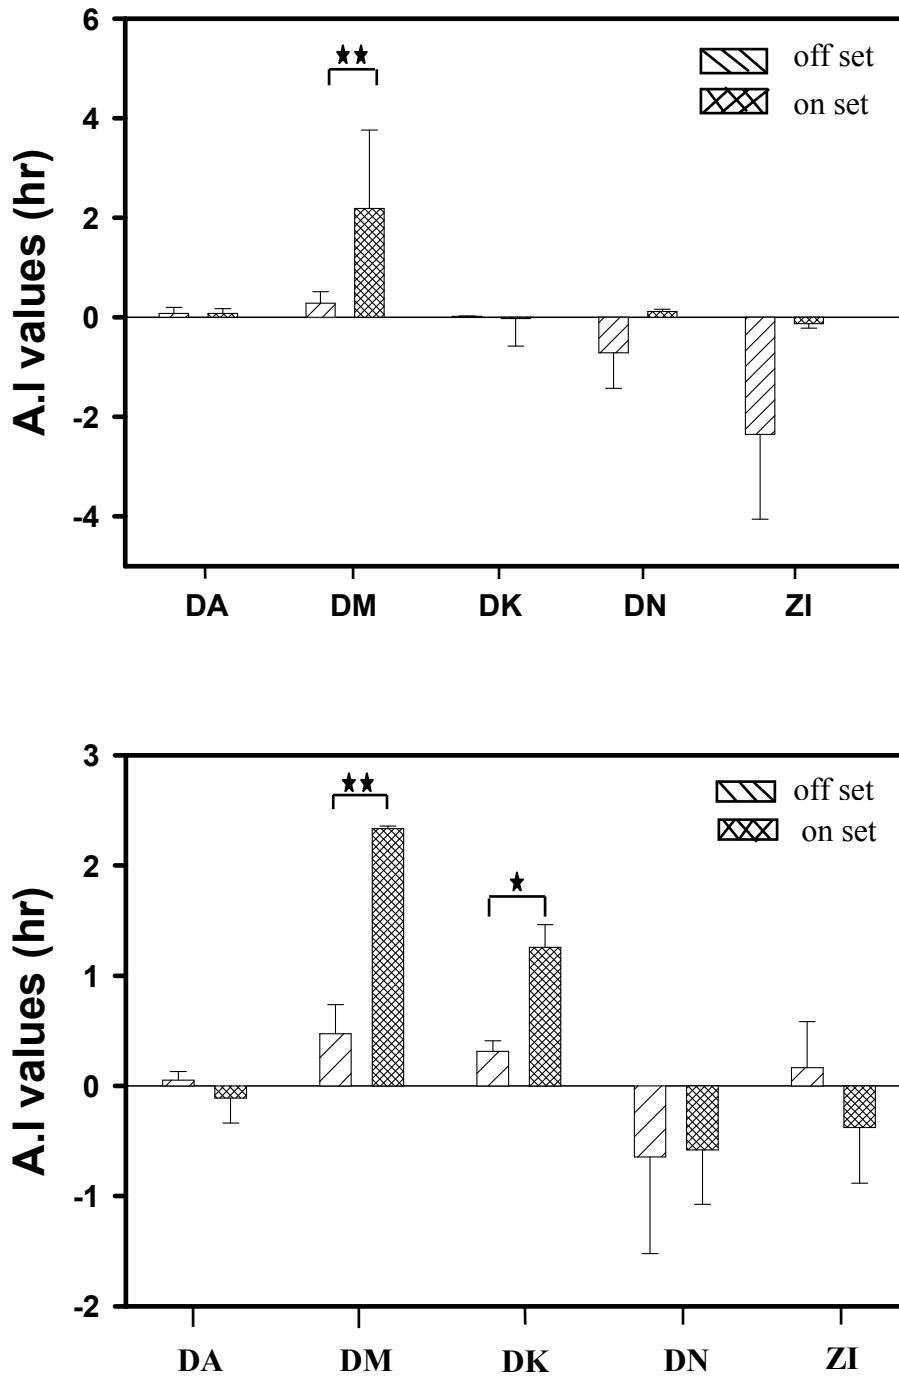 6
4
2
0
-2
-4
A.I values (hr)
★★
off set
on set
DA DM DK DN ZI
3
2
1
0
-1
-2
A.I values (hr)
★★
★
off set
on set
DA DM DK DN ZI